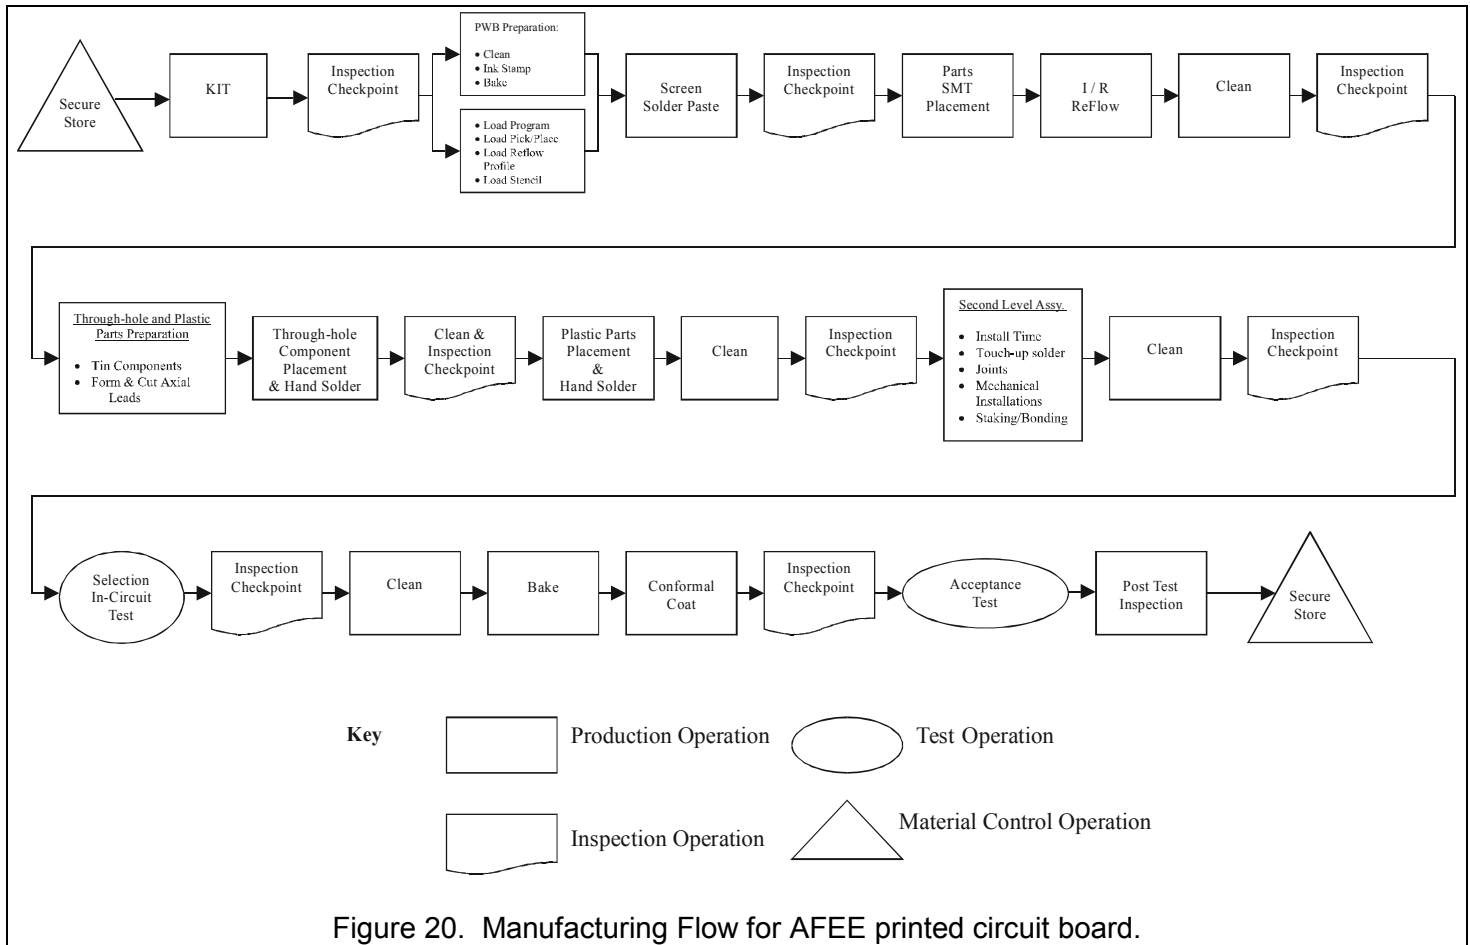 Secure
Store
KIT
Inspection
Checkpoint
PWB Preparation:
• Clean
• Ink Stamp
• Bake
• Load Program
• Load Pick/Place
• Load Reflow
Profile
• Load Stencil
Screen
Solder Paste
Inspection
Checkpoint
Parts
SMT
Placement
I / R
ReFlow
Clean
Inspection
Checkpoint
Through-hole and Plastic
Parts Preparation
• Tin Components
• Form & Cut Axial
Leads
Through-hole
Component
Placement
& Hand Solder
Clean &
Inspection
Checkpoint
Plastic Parts
Placement
&
Hand Solder
Clean
Inspection
Checkpoint
Second Level Assy.
• Install Time
• Touch-up solder
• Joints
• Mechanical
Installations
• Staking/Bonding
Clean
Inspection
Checkpoint
Selection
In-Circuit
Test
Inspection
Checkpoint
Clean
Bake
Conformal
Coat
Inspection
Checkpoint
Acceptance
Test
Post Test
Inspection
Secure
Store
Key
Production Operation
Test Operation
Inspection Operation
Material Control Operation
Figure 20. Manufacturing Flow for AFEE printed circuit board.